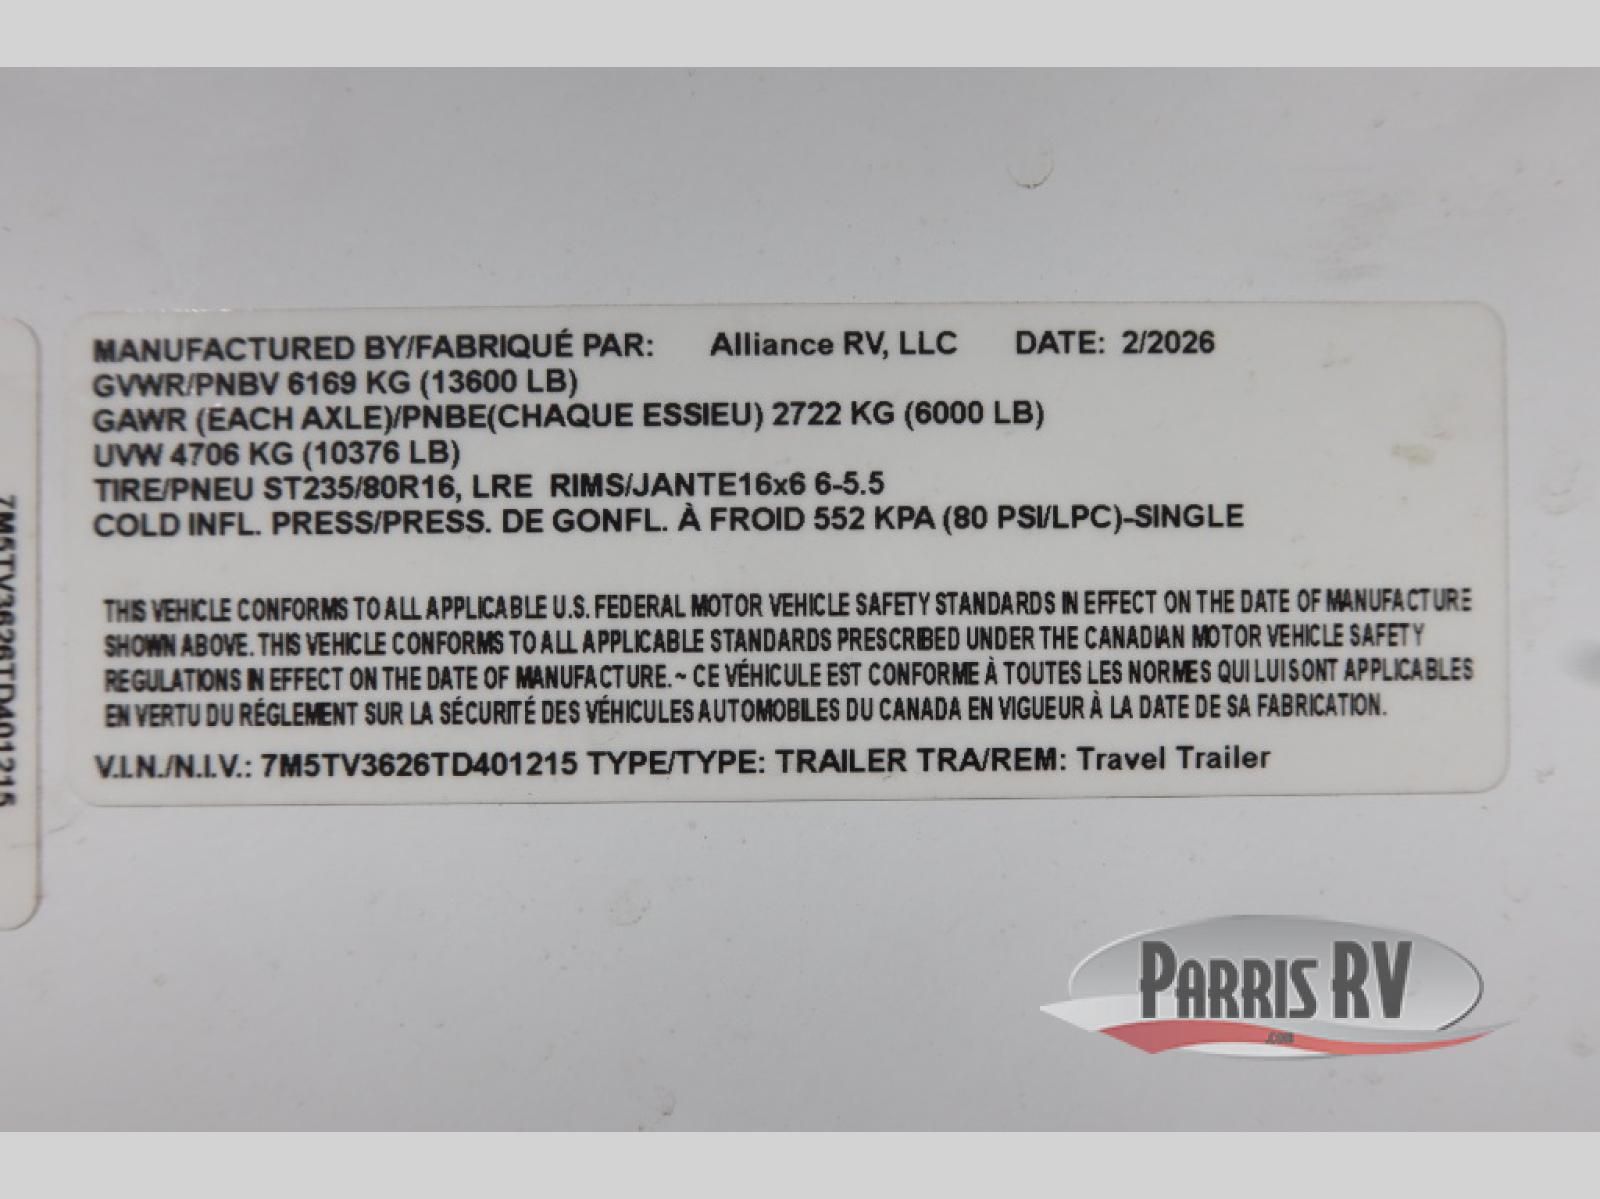 MANUFACTURED BY/FABRIQUÉ PAR: Alliance RV, LLC DATE: 2/2026
GVWR/PNBV 6169 KG (13600 LB)
GAWR (EACH AXLE)/PNBE(CHAQUE ESSIEU) 2722 KG (6000 LB)
UVW 4706 KG (10376 LB)
TIRE/PNEU ST235/80R16, LRE RIMS/JANTE16x6 6-5.5
COLD INFL. PRESS/PRESS. DE GONFL. À FROID 552 KPA (80 PSI/LPC)-SINGLE
THIS VEHICLE CONFORMS TO ALL APPLICABLE U.S. FEDERAL MOTOR VEHICLE SAFETY STANDARDS IN EFFECT ON THE DATE OF MANUFACTURE
SHOWN ABOVE. THIS VEHICLE CONFORMS TO ALL APPLICABLE STANDARDS PRESCRIBED UNDER THE CANADIAN MOTOR VEHICLE SAFETY
REGULATIONS IN EFFECT ON THE DATE OF MANUFACTURE. ~ CE VÉHICULE EST CONFORME À TOUTES LES NORMES QUI LUI SONT APPLICABLES
EN VERTU DU RÉGLEMENT SUR LA SÉCURITÉ DES VÉHICULES AUTOMOBILES DU CANADA EN VIGUEUR À LA DATE DE SA FABRICATION.
V.I.N./N.I.V.: 7M5TV3626TD401215 TYPE/TYPE: TRAILER TRA/REM: Travel Trailer
7M5TV3626TD401215
PARRIS RV
.COM